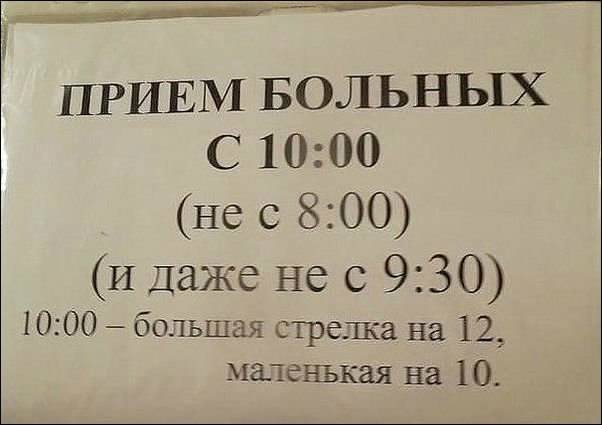 ПРИЕМ БОЛЬНЫХ
С 10:00
(не с 8:00)
(и даже не с 9:30)
10:00 – большая стрелка на 12,
маленькая на 10.